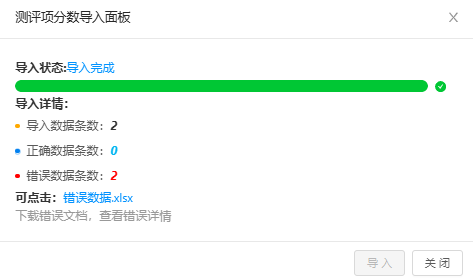 测评项分数导入面板
导入状态:导入完成
导入详情：
导入数据条数： 2
正确数据条数： 0
错误数据条数： 2
可点击： 错误数据.xlsx
下载错误文档，查看错误详情
导 入 关 闭